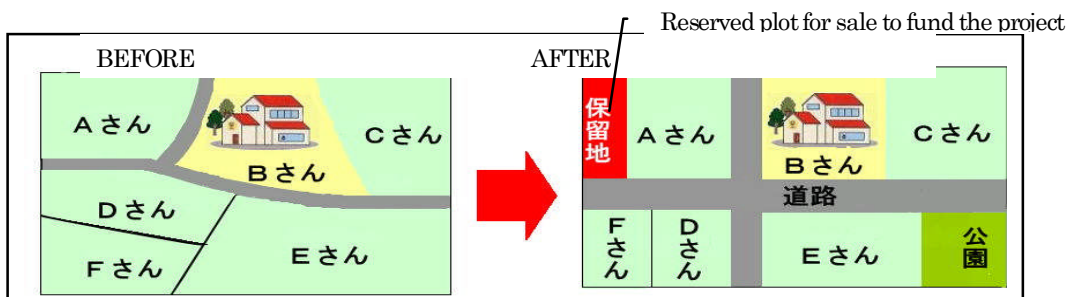 Reserved plot for sale to fund the project
BEFORE
Aさん
Bさん
Cさん
Dさん
Eさん
Fさん
AFTER
保留地
Aさん
Bさん
Cさん
道路
Fさん
Dさん
Eさん
公園